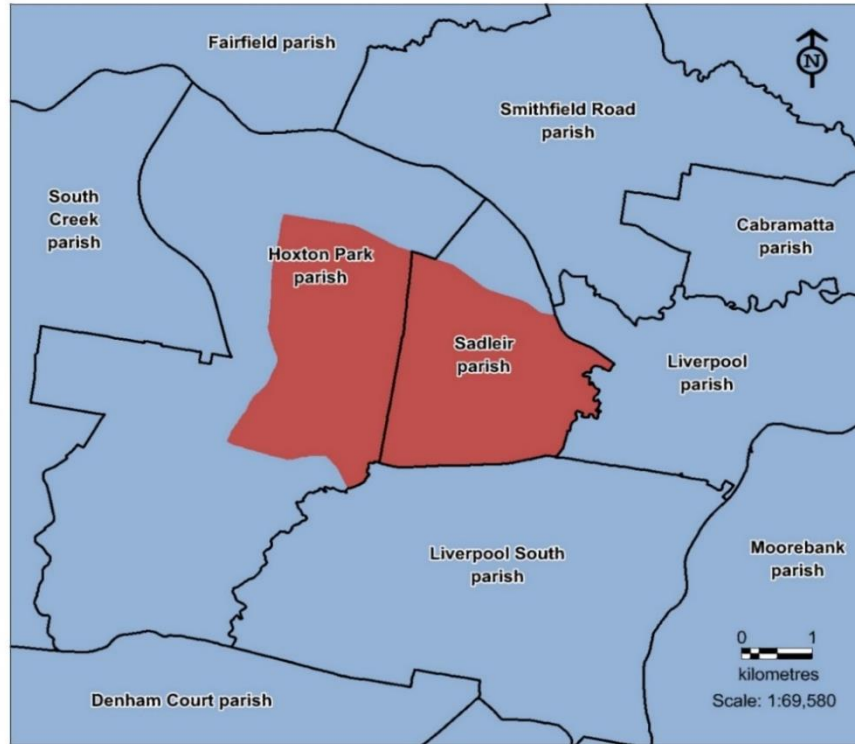 Fairfield parish
N
Smithfield Road
parish
South
Creek
parish
Cabramatta
parish
Hoxton Park
parish
Sadleir
parish
Liverpool
parish
Liverpool South
parish
Moorebank
parish
0 1
kilometres
Scale: 1:69,580
Denham Court parish